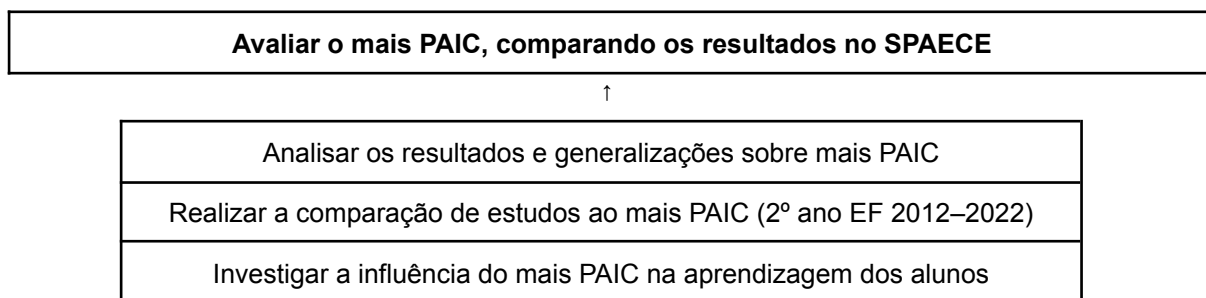 Avaliar o mais PAIC, comparando os resultados no SPAECE
↑
Analisar os resultados e generalizações sobre mais PAIC
Realizar a comparação de estudos ao mais PAIC (2º ano EF 2012–2022)
Investigar a influência do mais PAIC na aprendizagem dos alunos